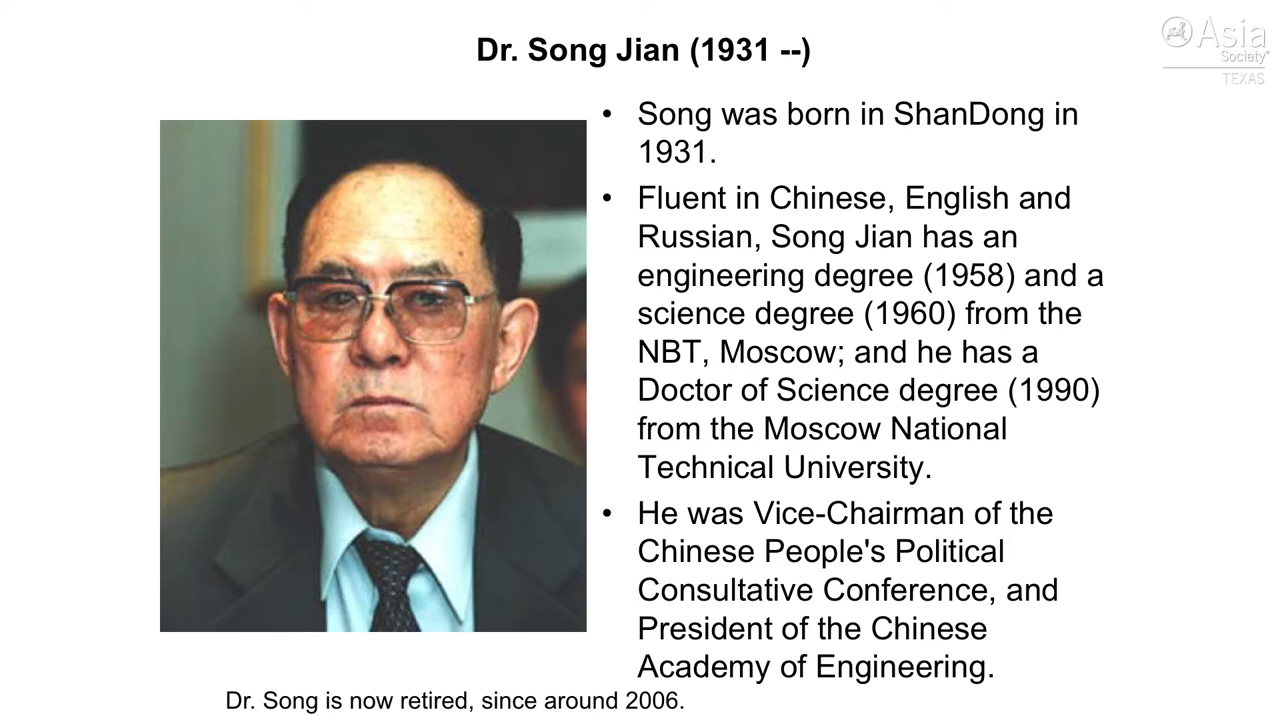 Dr. Song Jian (1931 --)
Asia
Society
TEXAS
• Song was born in ShanDong in
1931.
• Fluent in Chinese, English and
Russian, Song Jian has an
engineering degree (1958) and a
science degree (1960) from the
NBT, Moscow; and he has a
Doctor of Science degree (1990)
from the Moscow National
Technical University.
• He was Vice-Chairman of the
Chinese People's Political
Consultative Conference, and
President of the Chinese
Academy of Engineering.
Dr. Song is now retired, since around 2006.